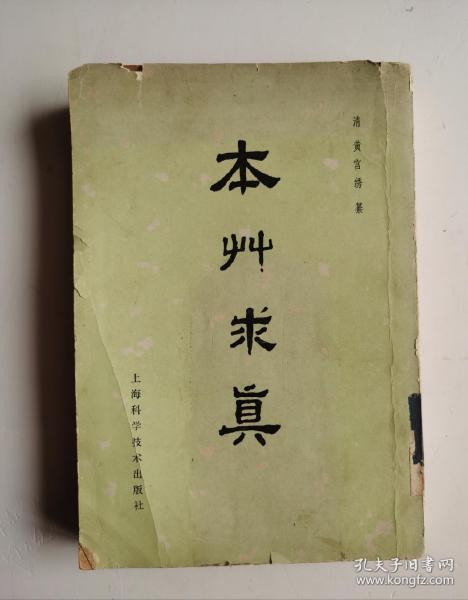 清 黄宫绣 纂
本艸求真
上海科学技术出版社
孔夫子旧书网
www.kongfz.com